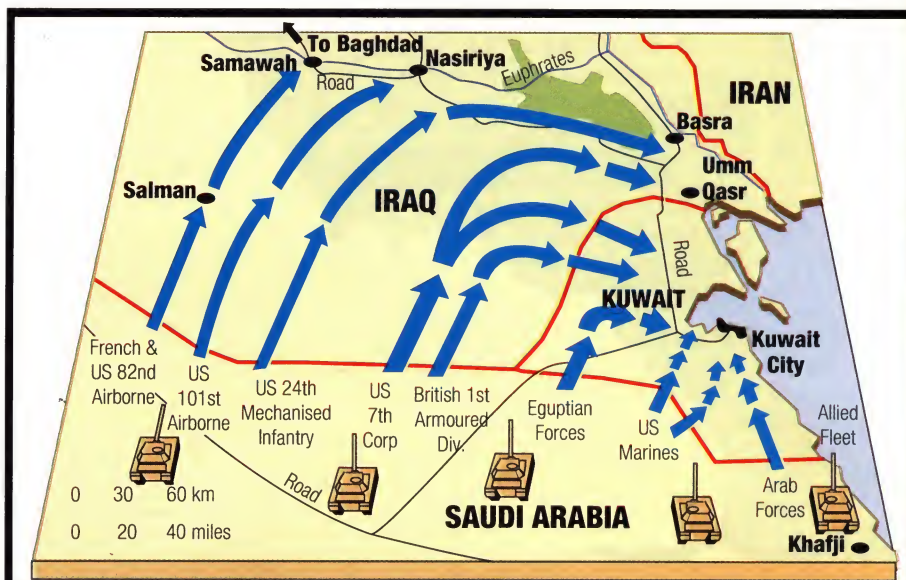 To Baghdad
Samawah
Nasiriya
Road
Euphrates
IRAN
Basra
Umm
Qasr
Salman
IRAQ
Road
KUWAIT
Kuwait
City
French &
US 82nd
Airborne
US
101st
Airborne
US 24th
Mechanised
Infantry
US
7th
Corp
British 1st
Armoured
Div.
Eguptian
Forces
US
Marines
Allied
Fleet
Arab
Forces
0 30 60 km
0 20 40 miles
Road
SAUDI ARABIA
Khafji